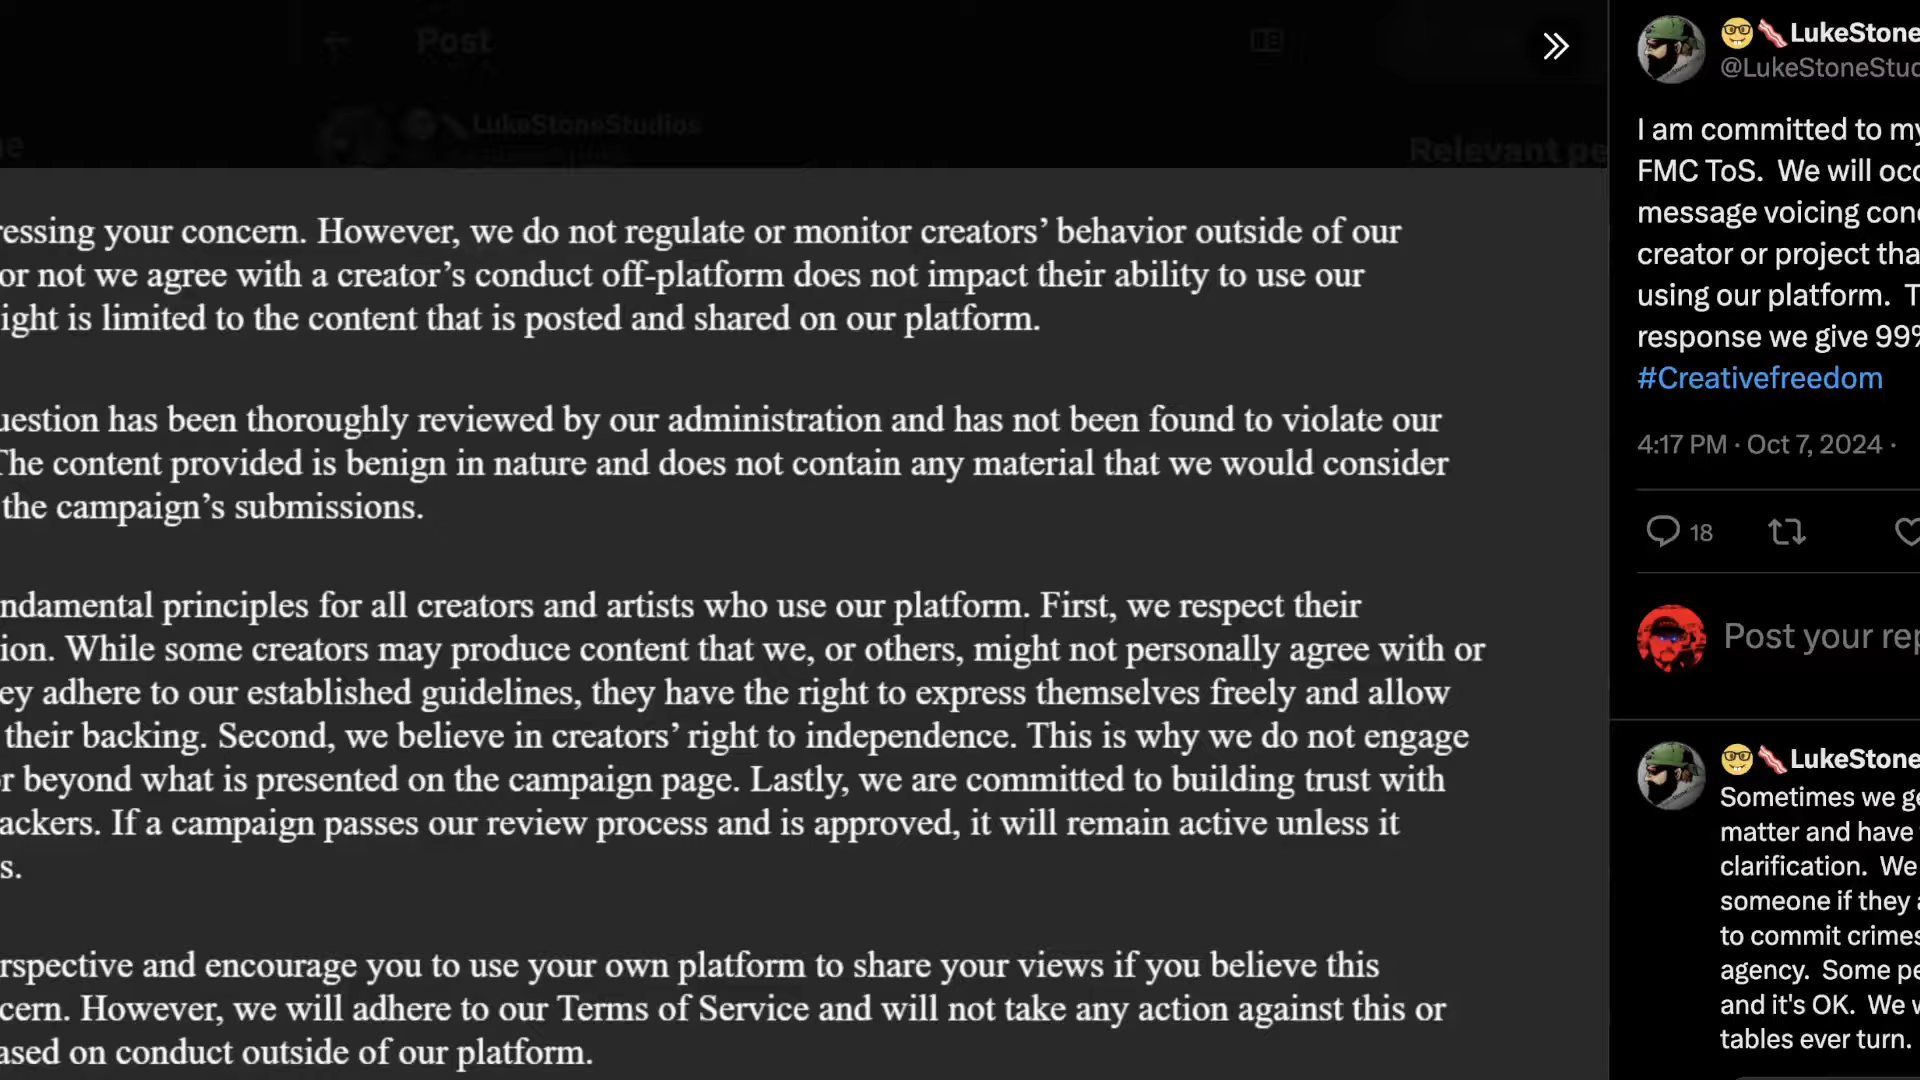 Post
LukeStoneStudios
Relevant pe
ressing your concern. However, we do not regulate or monitor creators’ behavior outside of our
or not we agree with a creator’s conduct off-platform does not impact their ability to use our
ight is limited to the content that is posted and shared on our platform.
uestion has been thoroughly reviewed by our administration and has not been found to violate our
The content provided is benign in nature and does not contain any material that we would consider
the campaign’s submissions.
ndamental principles for all creators and artists who use our platform. First, we respect their
ion. While some creators may produce content that we, or others, might not personally agree with or
ey adhere to our established guidelines, they have the right to express themselves freely and allow
their backing. Second, we believe in creators’ right to independence. This is why we do not engage
r beyond what is presented on the campaign page. Lastly, we are committed to building trust with
ackers. If a campaign passes our review process and is approved, it will remain active unless it
s.
rspective and encourage you to use your own platform to share your views if you believe this
cern. However, we will adhere to our Terms of Service and will not take any action against this or
ased on conduct outside of our platform.
LukeStone
@LukeStoneStud
I am committed to my
FMC ToS.  We will occ
message voicing conc
creator or project tha
using our platform.  T
response we give 99%
#Creativefreedom
4:17 PM · Oct 7, 2024 ·
18
Post your rep
LukeStone
Sometimes we ge
matter and have
clarification.  We
someone if they a
to commit crimes
agency.  Some pe
and it's OK.  We w
tables ever turn.